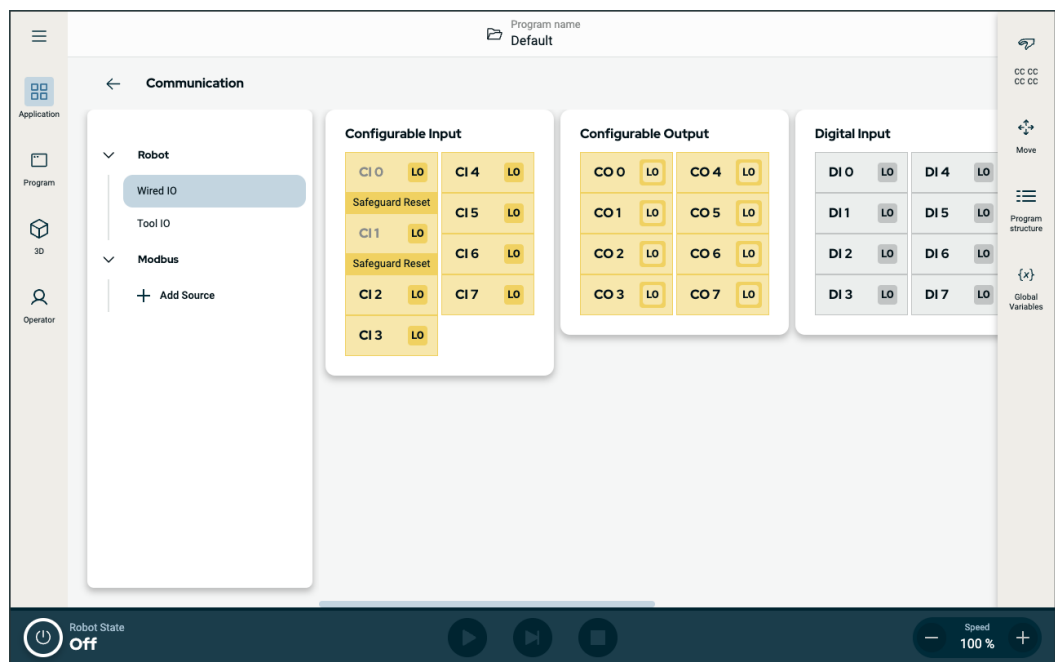 Program name
Default
Communication
Application
Program
3D
Operator
Robot
Wired IO
Tool IO
Modbus
Add Source
Configurable Input
CI 0 LO CI 4 LO
Safeguard Reset
CI 5 LO
CI 1 LO
CI 6 LO
Safeguard Reset
CI 2 LO CI 7 LO
CI 3 LO
Configurable Output
CO 0 LO CO 4 LO
CO 1 LO CO 5 LO
CO 2 LO CO 6 LO
CO 3 LO CO 7 LO
Digital Input
DI 0 LO DI 4 LO
DI 1 LO DI 5 LO
DI 2 LO DI 6 LO
DI 3 LO DI 7 LO
CC CC
CC CC
Move
Program
structure
{x}
Global
Variables
Robot State
Off
Speed
100 %